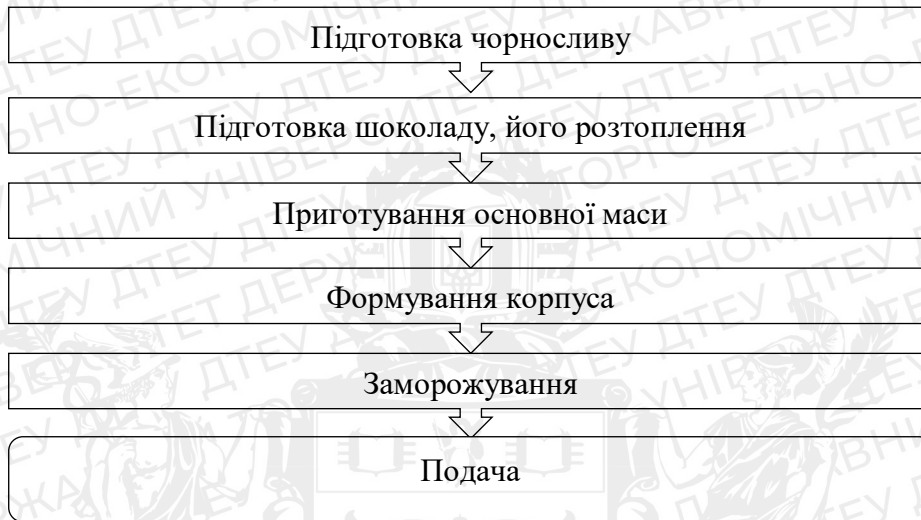 Підготовка чорносливу
Підготовка шоколаду, його розтоплення
Приготування основної маси
Формування корпуса
Заморожування
Подача